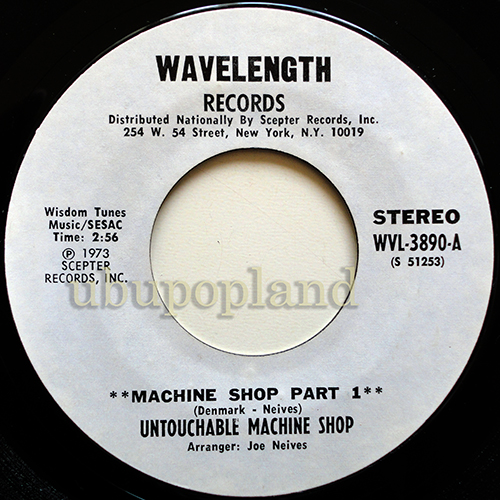 WAVELENGTH
RECORDS
Distributed Nationally By Scepter Records, Inc.
254 W. 54 Street, New York, N.Y. 10019
Wisdom Tunes
Music/SESAC
Time: 2:56
℗ 1973
SCEPTER
RECORDS, INC.
STEREO
WVL-3890-A
(S 51253)
ubupopland
**MACHINE SHOP PART 1**
(Denmark - Neives)
UNTOUCHABLE MACHINE SHOP
Arranger: Joe Neives